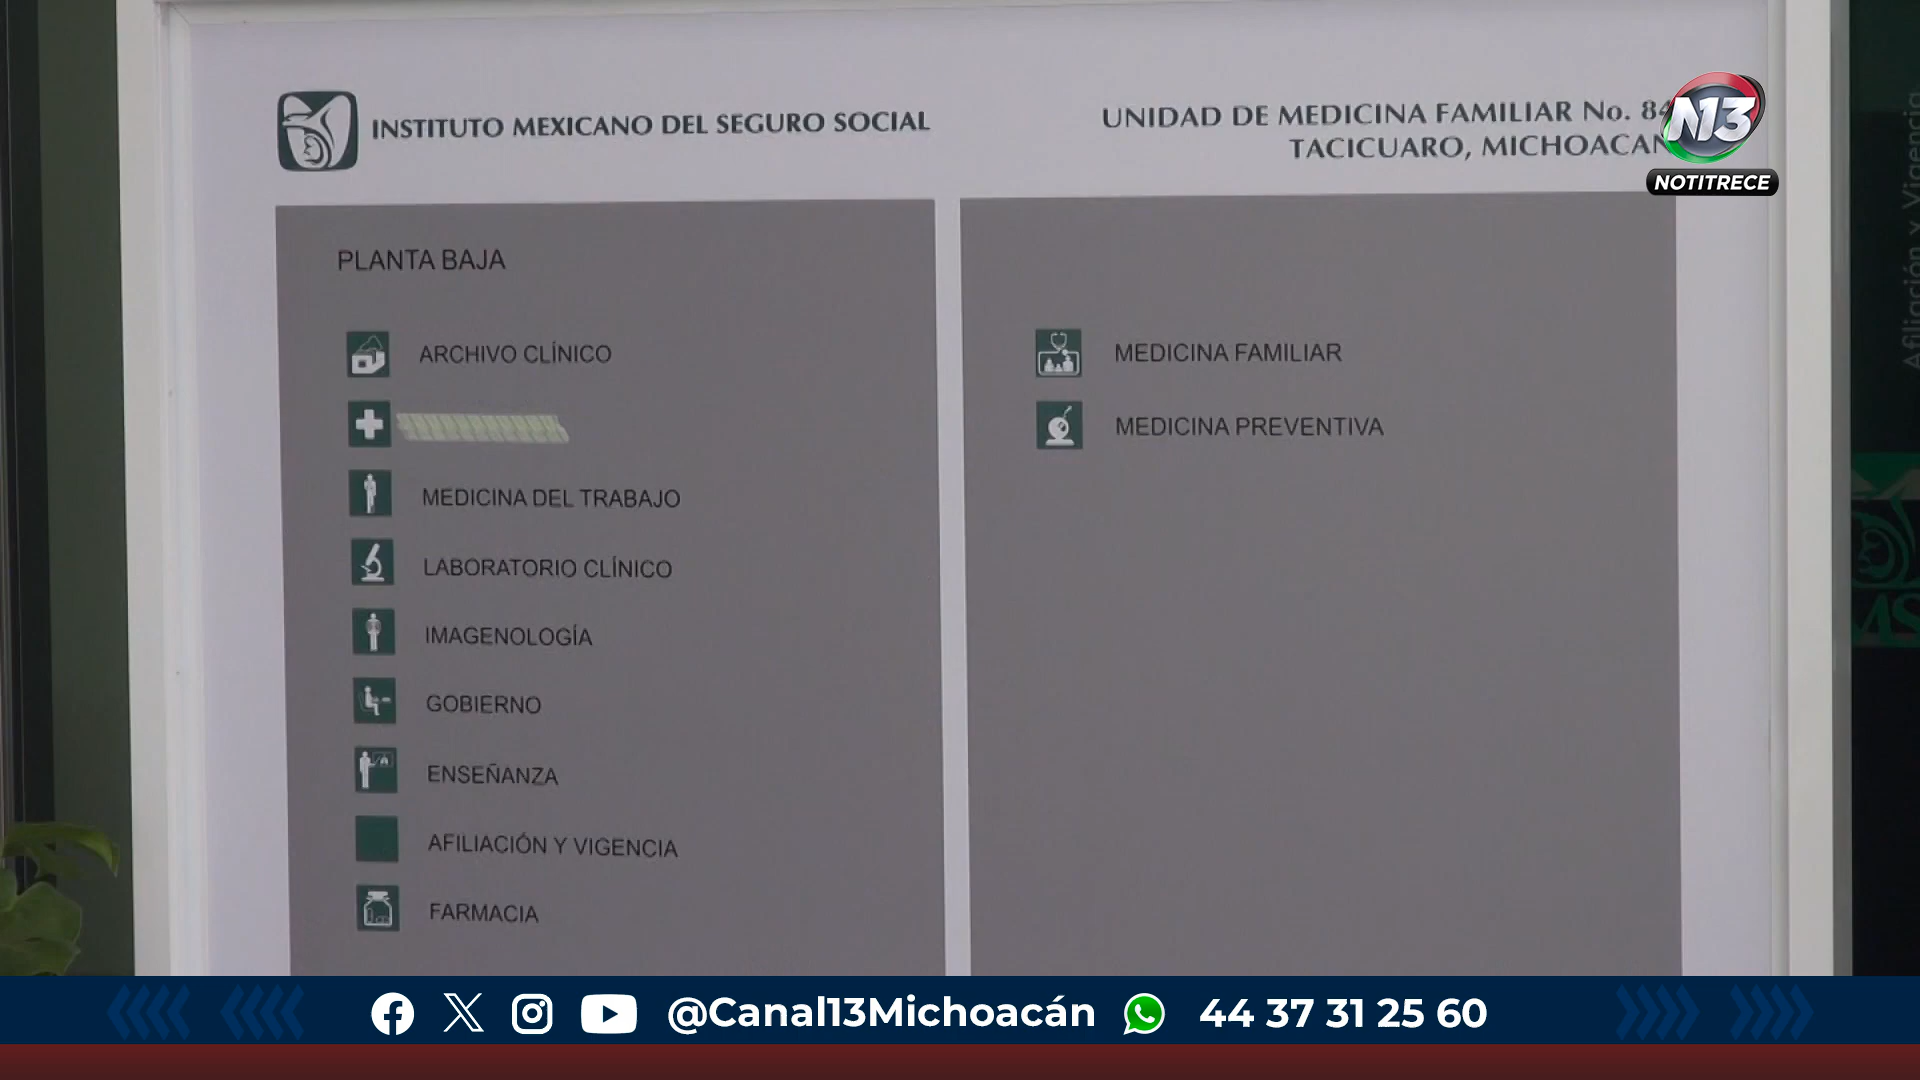 INSTITUTO MEXICANO DEL SEGURO SOCIAL
UNIDAD DE MEDICINA FAMILIAR No. 84
TACICUARO, MICHOACAN
N13
NOTITRECE
PLANTA BAJA
ARCHIVO CLÍNICO
MEDICINA DEL TRABAJO
LABORATORIO CLÍNICO
IMAGENOLOGÍA
GOBIERNO
ENSEÑANZA
AFILIACIÓN Y VIGENCIA
FARMACIA
MEDICINA FAMILIAR
MEDICINA PREVENTIVA
Afiliación y Vigencia
@Canal13Michoacán
44 37 31 25 60